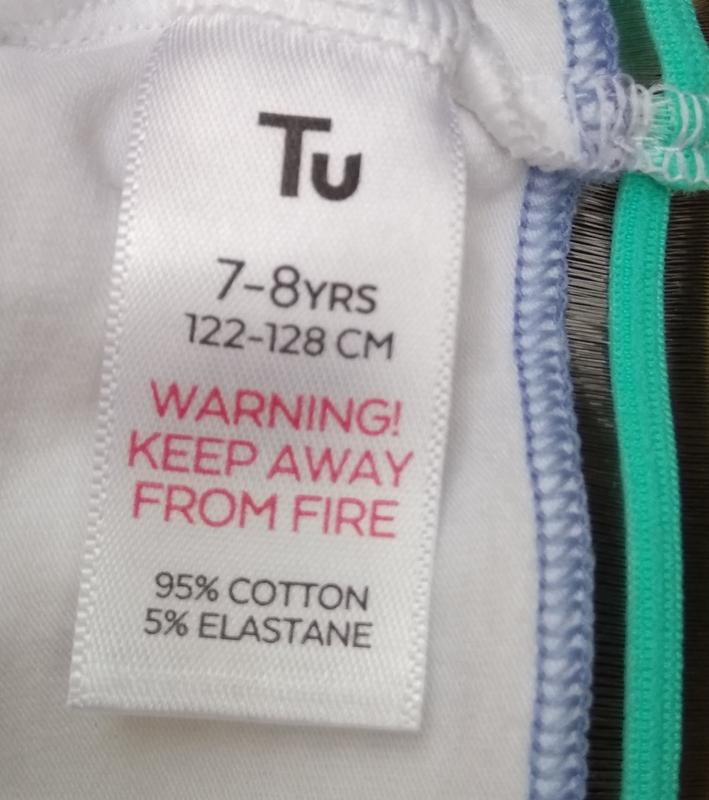 Tu
7-8YRS
122-128 CM
WARNING!
KEEP AWAY
FROM FIRE
95% COTTON
5% ELASTANE